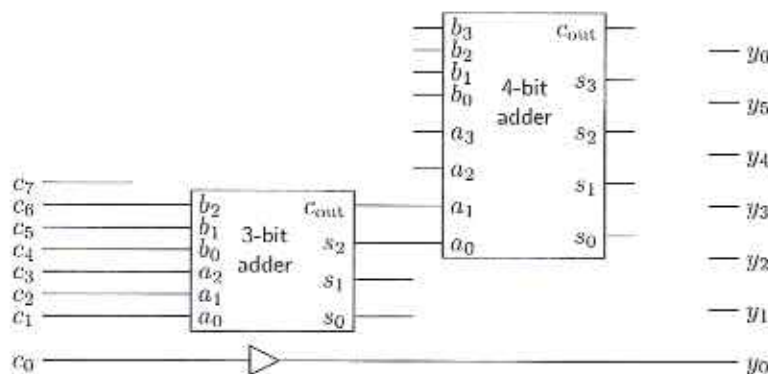 c₇
c₆
c₅
c₄
c₃
c₂
c₁
c₀
b₂
b₁
b₀
a₂
a₁
a₀
3-bit
adder
c_out
s₂
s₁
s₀
b₃
b₂
b₁
b₀
a₃
a₂
a₁
a₀
4-bit
adder
c_out
s₃
s₂
s₁
s₀
y₆
y₅
y₄
y₃
y₂
y₁
y₀